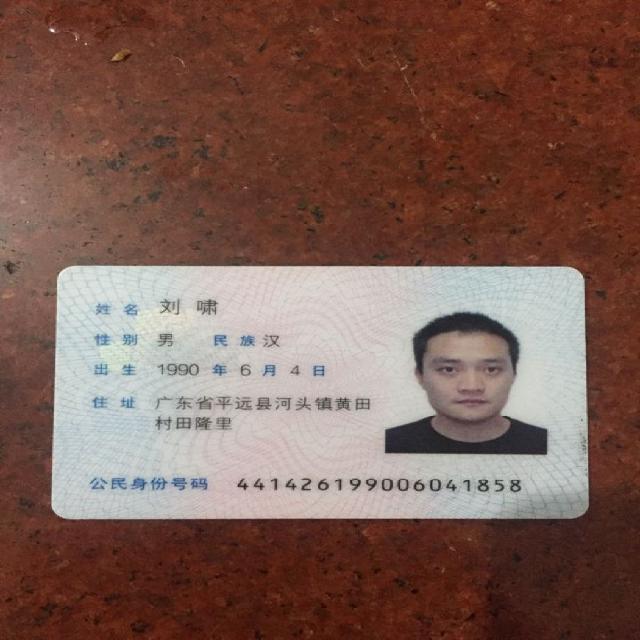 姓名 刘啸
性别 男 民族 汉
出生 1990 年 6 月 4 日
住址 广东省平远县河头镇黄田
村田隆里
公民身份号码 441426199006041858